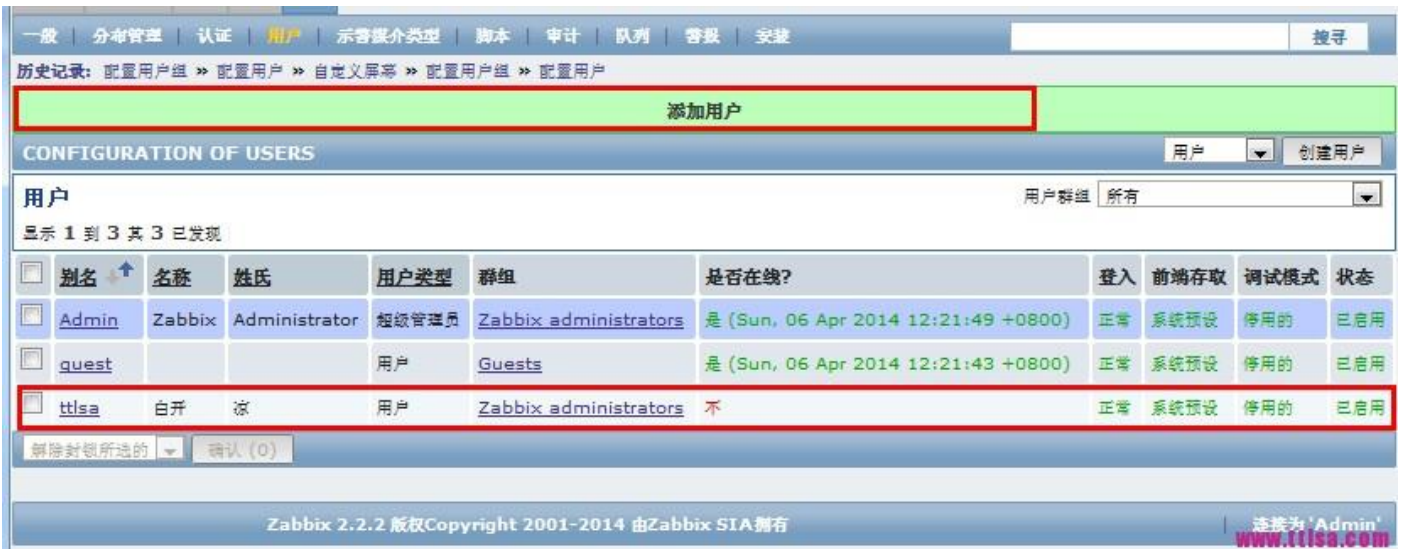 一般 | 分布管理 | 认证 | 用户 | 示警媒介类型 | 脚本 | 审计 | 队列 | 警报 | 安装 搜寻
历史记录: 配置用户组 » 配置用户 » 自定义屏幕 » 配置用户组 » 配置用户
添加用户
CONFIGURATION OF USERS 用户 创建用户
用户 用户群组 所有
显示 1 到 3 其 3 已发现
别名 名称 姓氏 用户类型 群组 是否在线? 登入 前端存取 调试模式 状态
Admin Zabbix Administrator 超级管理员 Zabbix administrators 是 (Sun, 06 Apr 2014 12:21:49 +0800) 正常 系统预设 停用的 已启用
guest 用户 Guests 是 (Sun, 06 Apr 2014 12:21:43 +0800) 正常 系统预设 停用的 已启用
ttlsa 白开 凉 用户 Zabbix administrators 不 正常 系统预设 停用的 已启用
解除封锁所选的 确认 (0)
Zabbix 2.2.2 版权Copyright 2001-2014 由Zabbix SIA拥有 | 连接为 'Admin'
www.ttlsa.com